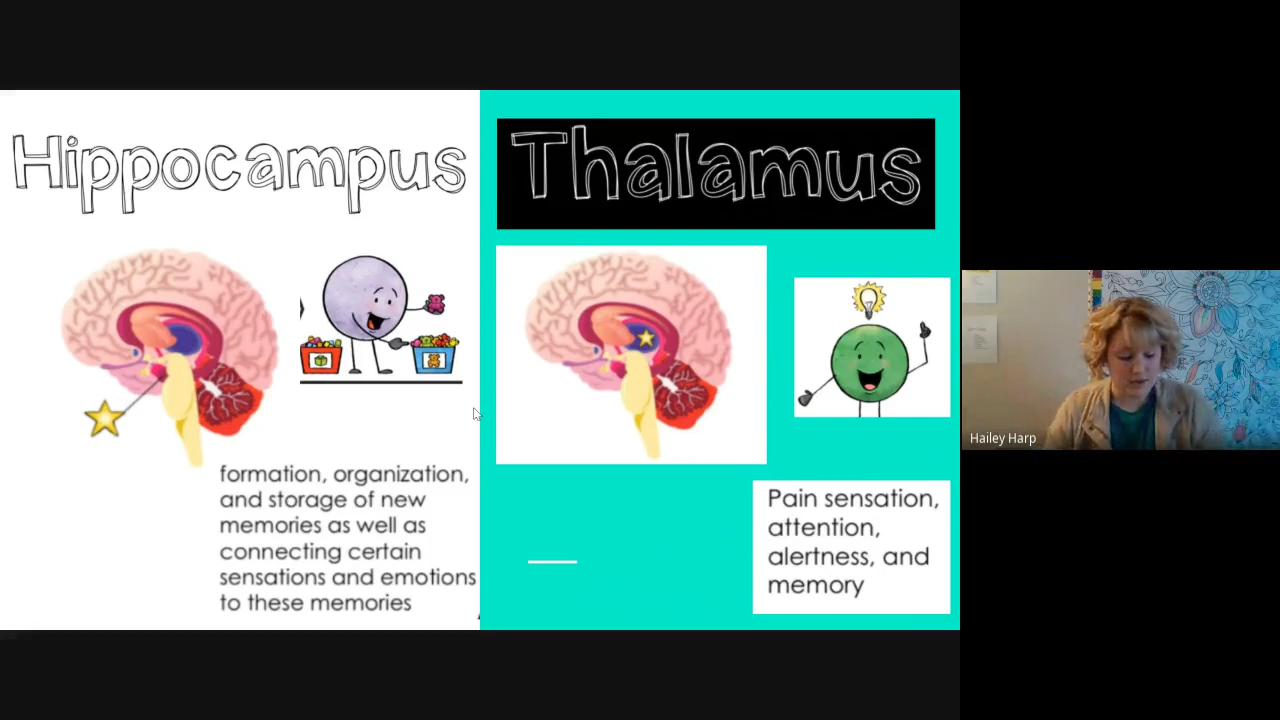 Hippocampus
formation, organization,
and storage of new
memories as well as
connecting certain
sensations and emotions
to these memories
Thalamus
Pain sensation,
attention,
alertness, and
memory
Hailey Harp